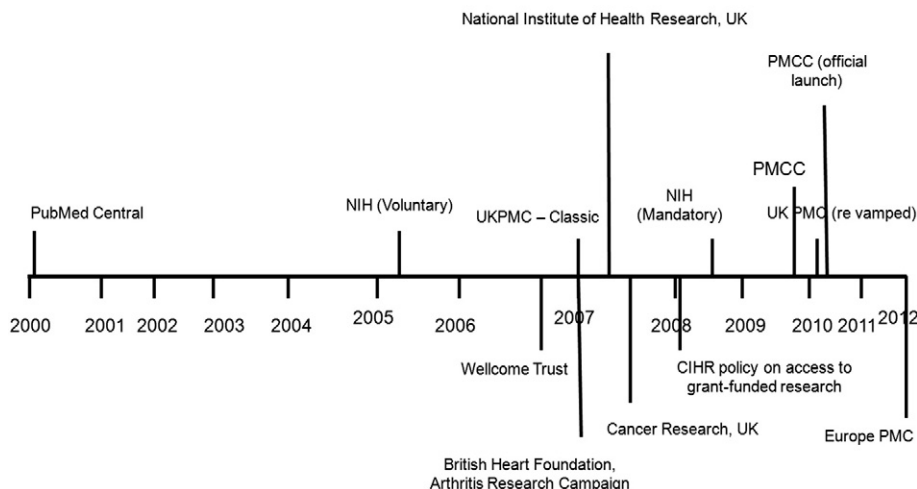 National Institute of Health Research, UK
PMCC (official
launch)
PMCC
PubMed Central
NIH (Voluntary)
UKPMC – Classic
NIH
(Mandatory)
UK PMC (re vamped)
2000
2001
2002
2003
2004
2005
2006
2007
2008
2009
2010
2011
2012
Wellcome Trust
CIHR policy on access to
grant-funded research
Cancer Research, UK
Europe PMC
British Heart Foundation,
Arthritis Research Campaign